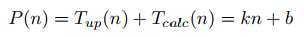 P(n) = T_{up}(n) + T_{calc}(n) = kn + b